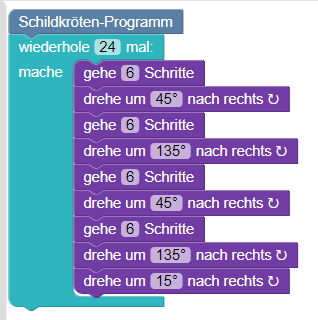 Schildkröten-Programm
wiederhole 24 mal:
mache gehe 6 Schritte
drehe um 45° nach rechts ↻
gehe 6 Schritte
drehe um 135° nach rechts ↻
gehe 6 Schritte
drehe um 45° nach rechts ↻
gehe 6 Schritte
drehe um 135° nach rechts ↻
drehe um 15° nach rechts ↻